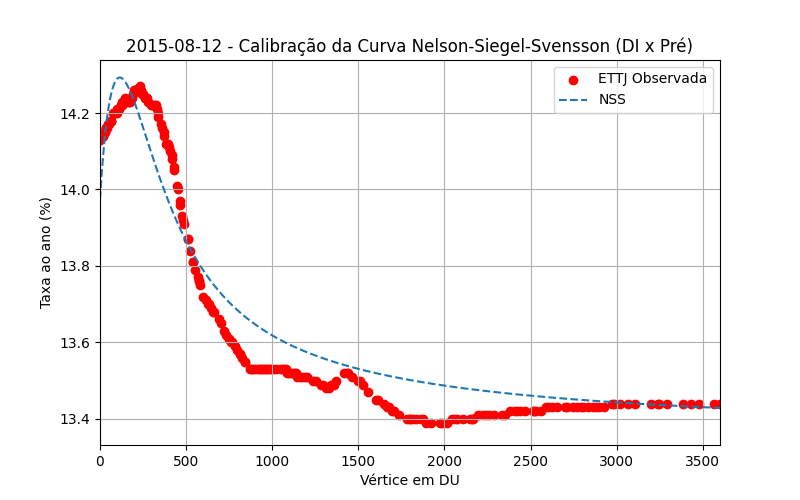 2015-08-12 - Calibração da Curva Nelson-Siegel-Svensson (DI x Pré)
ETTJ Observada
NSS
Taxa ao ano (%)
14.2
14.0
13.8
13.6
13.4
0 500 1000 1500 2000 2500 3000 3500
Vértice em DU